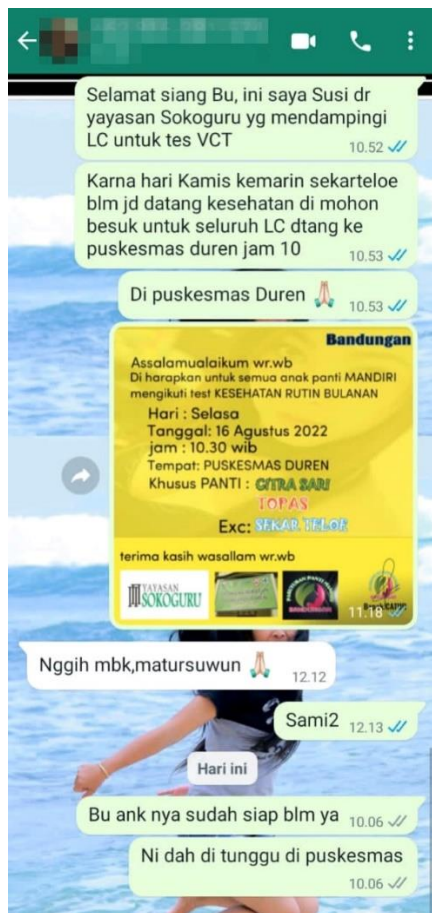 Selamat siang Bu, ini saya Susi dr
yayasan Sokoguru yg mendampingi
LC untuk tes VCT
10.52
Karna hari Kamis kemarin sekarteloe
blm jd datang kesehatan di mohon
besuk untuk seluruh LC dtang ke
puskesmas duren jam 10
10.53
Di puskesmas Duren 🙏🏻
10.53
Bandungan
Assalamualaikum wr.wb
Di harapkan untuk semua anak panti MANDIRI
mengikuti test KESEHATAN RUTIN BULANAN
Hari : Selasa
Tanggal: 16 Agustus 2022
jam : 10.30 wib
Tempat: PUSKESMAS DUREN
Khusus PANTI : CITRA SARI
TOPAS
Exc: SEKAR TELOE
terima kasih wasallam wr.wb
YAYASAN
SOKOGURU
11.18
Nggih mbk,matursuwun 🙏🏻
12.12
Sami2 12.13
Hari ini
Bu ank nya sudah siap blm ya 10.06
Ni dah di tunggu di puskesmas
10.06